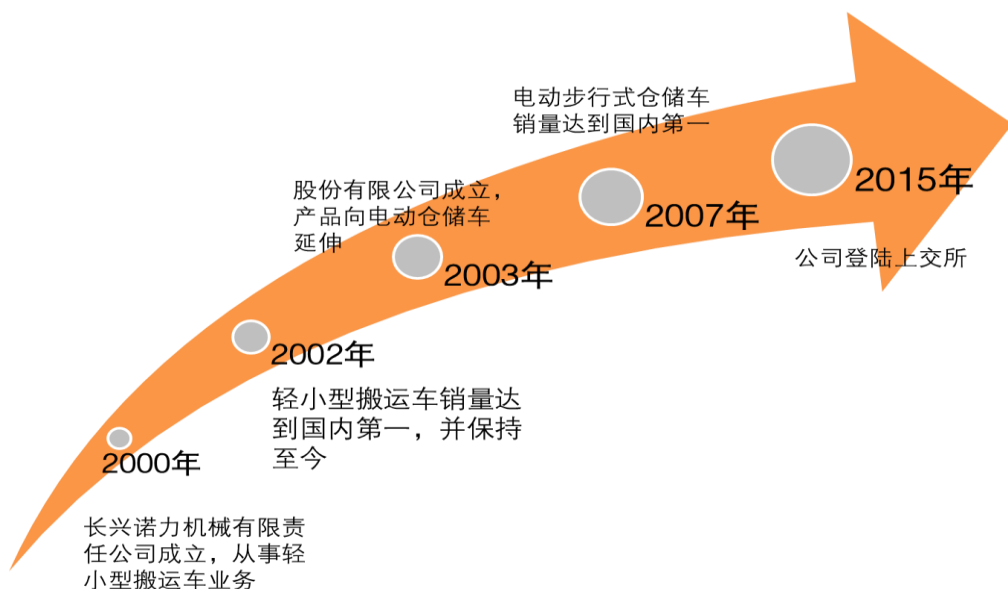 2000年
长兴诺力机械有限责
任公司成立，从事轻
小型搬运车业务
2002年
轻小型搬运车销量达
到国内第一，并保持
至今
股份有限公司成立，
产品向电动仓储车
延伸
2003年
电动步行式仓储车
销量达到国内第一
2007年
2015年
公司登陆上交所